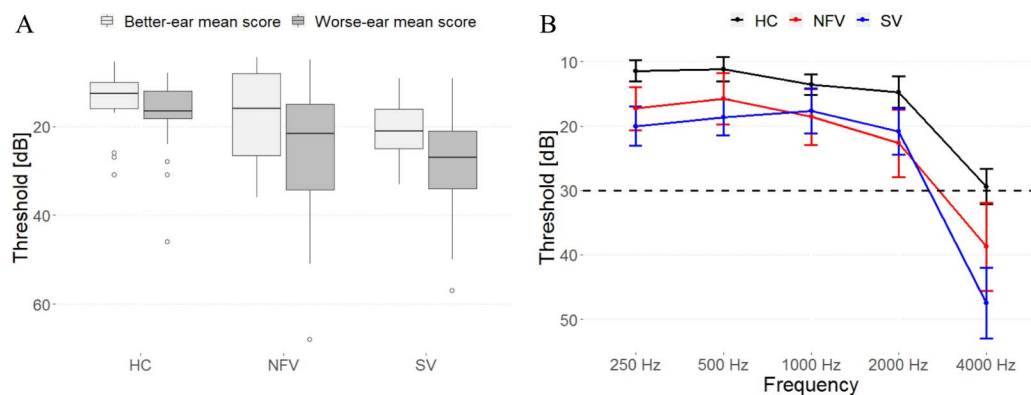 A
Better-ear mean score
Worse-ear mean score
Threshold [dB]
20
40
60
HC
NFV
SV
B
HC
NFV
SV
Threshold [dB]
10
20
30
40
50
250 Hz
500 Hz
1000 Hz
2000 Hz
4000 Hz
Frequency